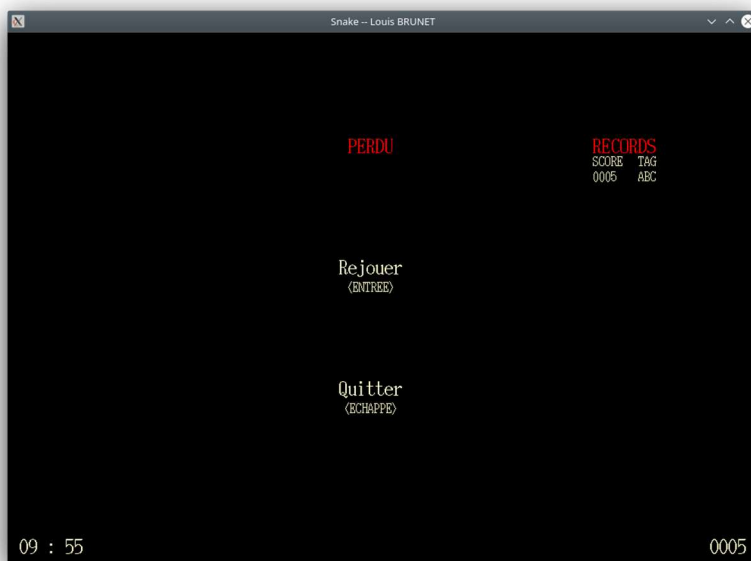 Snake -- Louis BRUNET
PERDU
RECORDS
SCORE TAG
0005 ABC
Rejouer
<ENTREE>
Quitter
<ECHAPPE>
09 : 55
0005